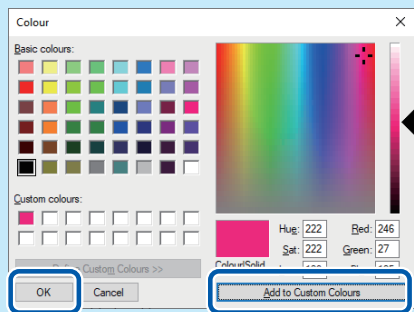 Colour
Basic colours:
Custom colours:
Define Custom Colours >>
OK
Cancel
Hue: 222
Sat: 222
Red: 246
Green: 27
Colour|Solid
Add to Custom Colours